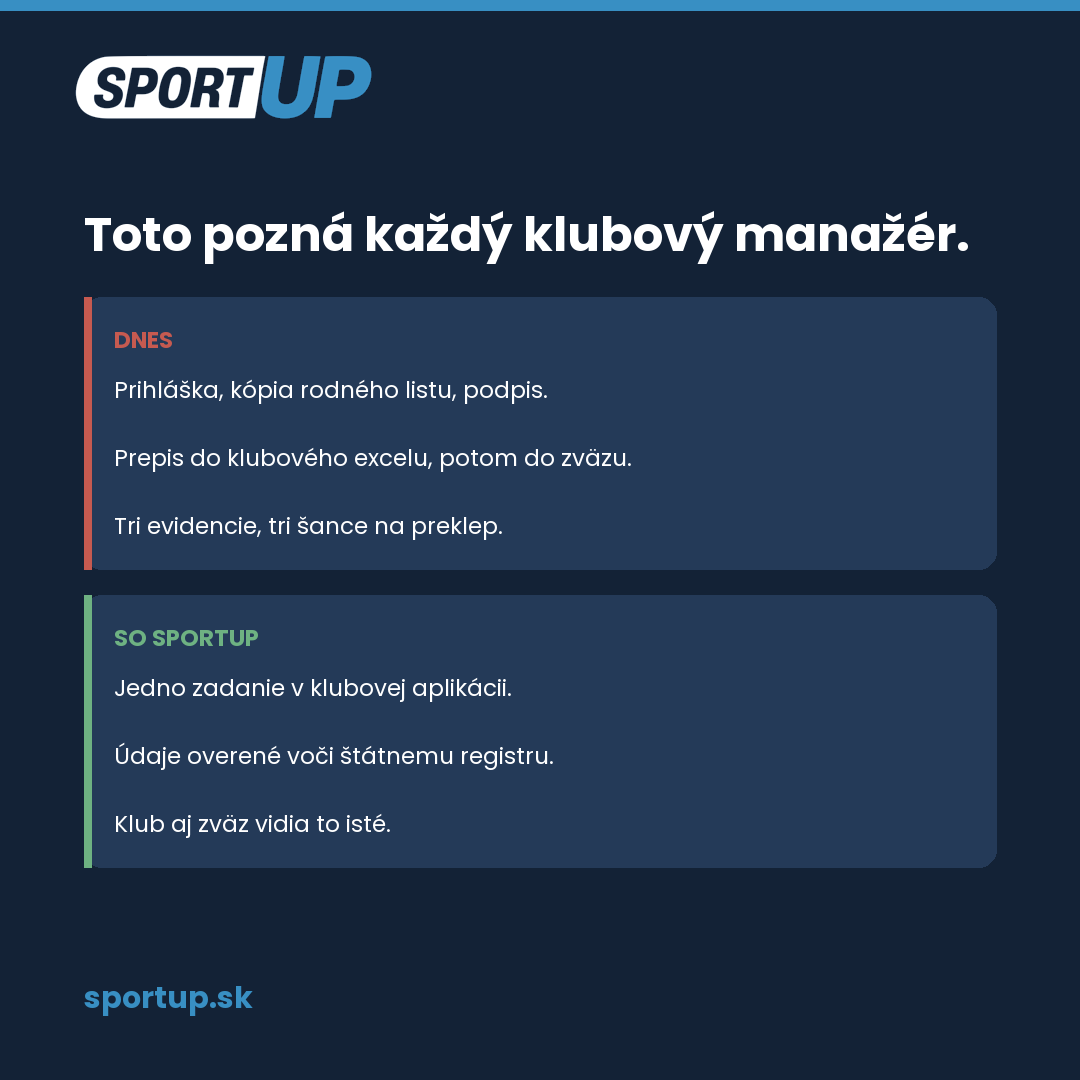 SPORTUP
Toto pozná každý klubový manažér.
DNES
Prihláška, kópia rodného listu, podpis.
Prepis do klubového excelu, potom do zväzu.
Tri evidencie, tri šance na preklep.
SO SPORTUP
Jedno zadanie v klubovej aplikácii.
Údaje overené voči štátnemu registru.
Klub aj zväz vidia to isté.
sportup.sk